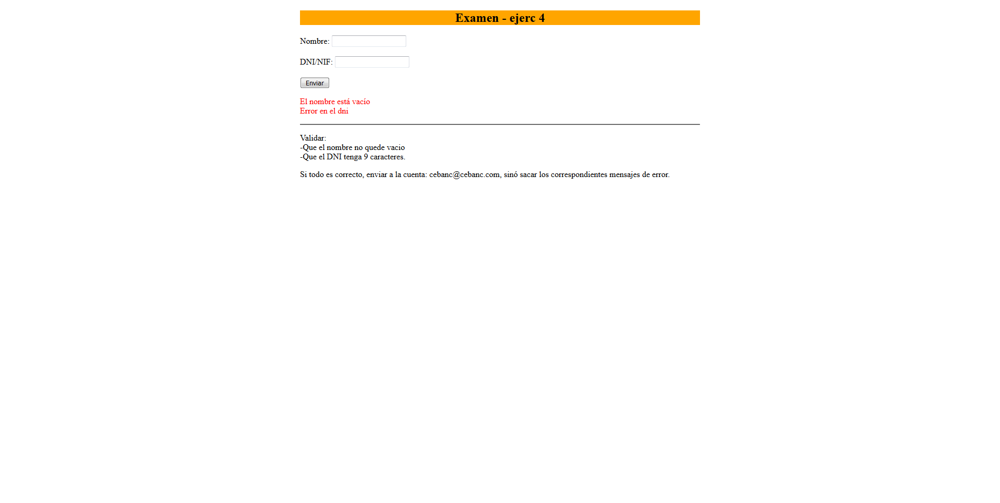 Examen - ejerc 4
Nombre:
DNI/NIF:
Enviar
El nombre está vacío
Error en el dni
Validar:
-Que el nombre no quede vacio
-Que el DNI tenga 9 caracteres.
Si todo es correcto, enviar a la cuenta: cebanc@cebanc.com, sinó sacar los correspondientes mensajes de error.